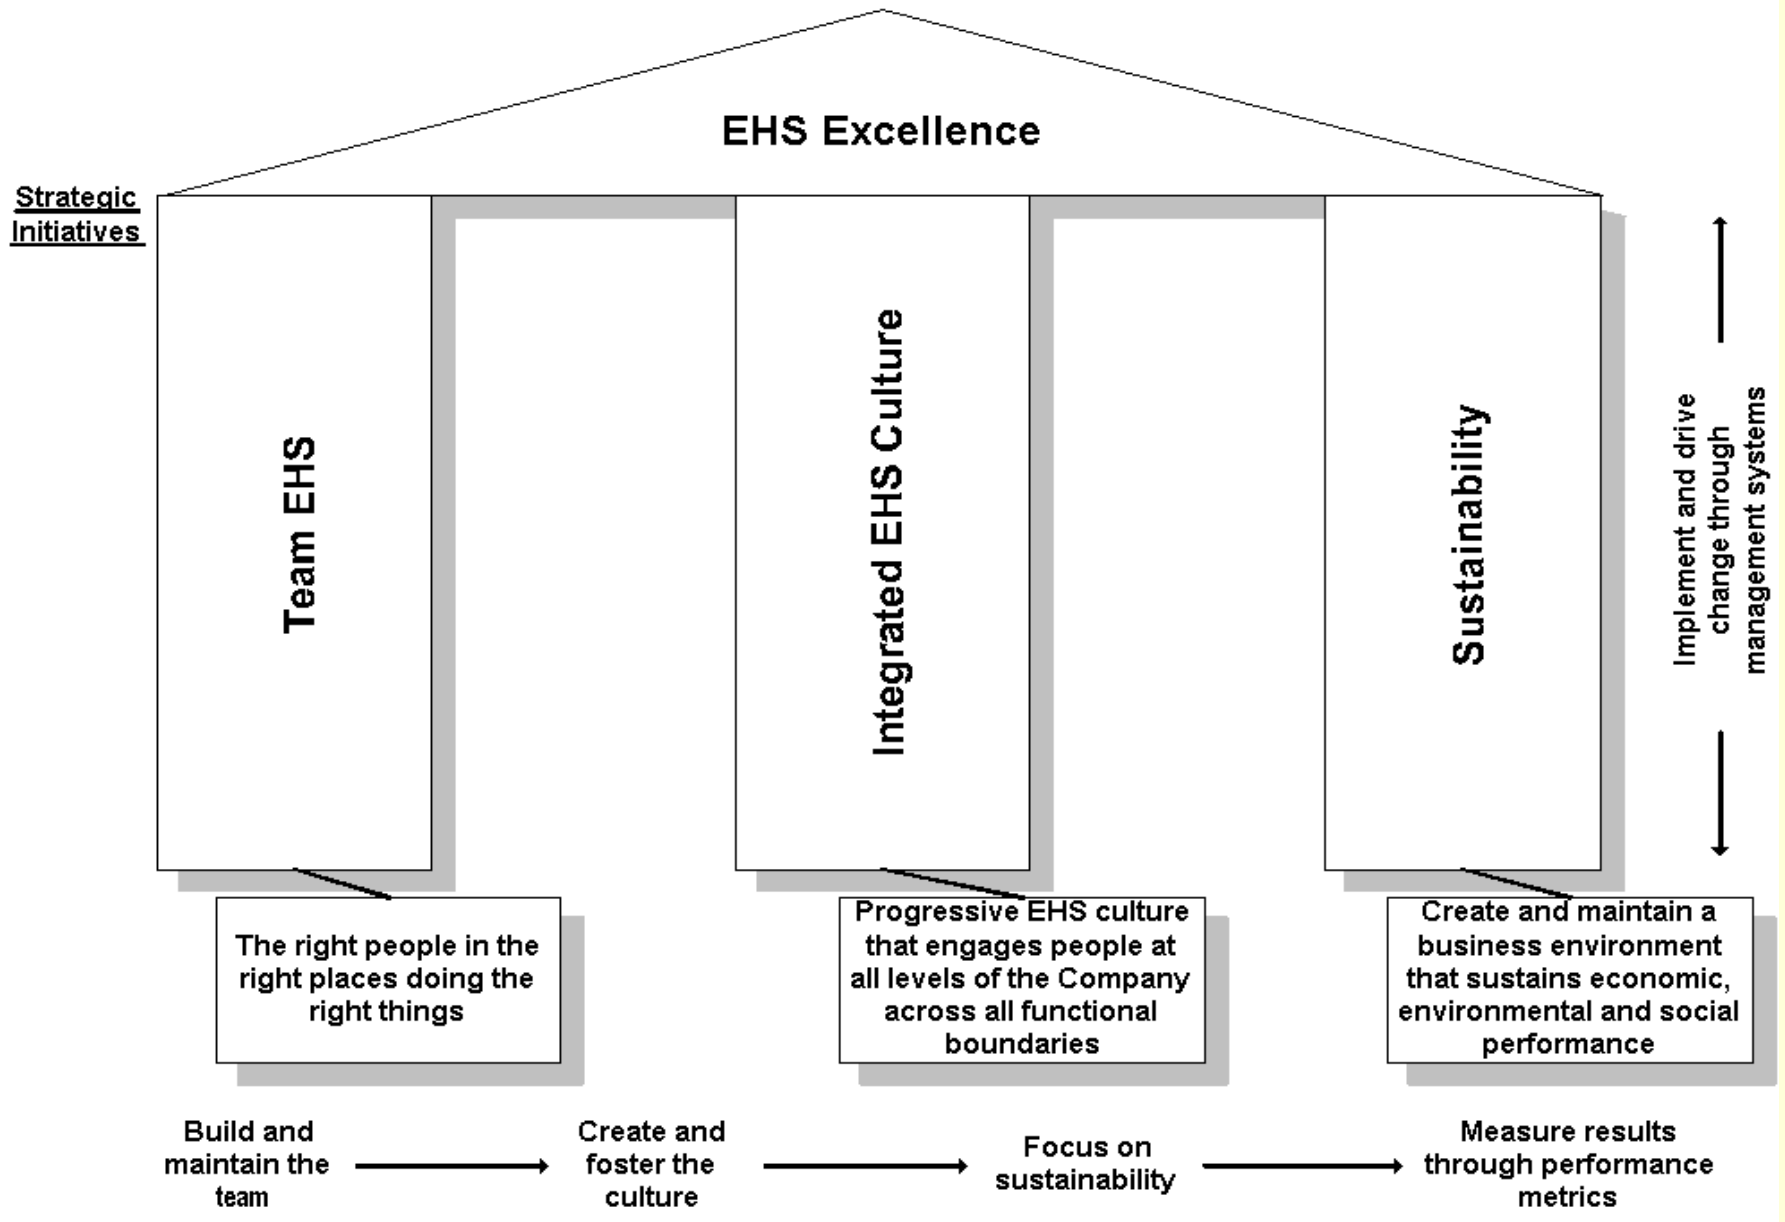 EHS Excellence
Strategic
Initiatives
Team EHS
Integrated EHS Culture
Sustainability
Implement and drive
change through
management systems
The right people in the
right places doing the
right things
Progressive EHS culture
that engages people at
all levels of the Company
across all functional
boundaries
Create and maintain a
business environment
that sustains economic,
environmental and social
performance
Build and
maintain the
team
Create and
foster the
culture
Focus on
sustainability
Measure results
through performance
metrics